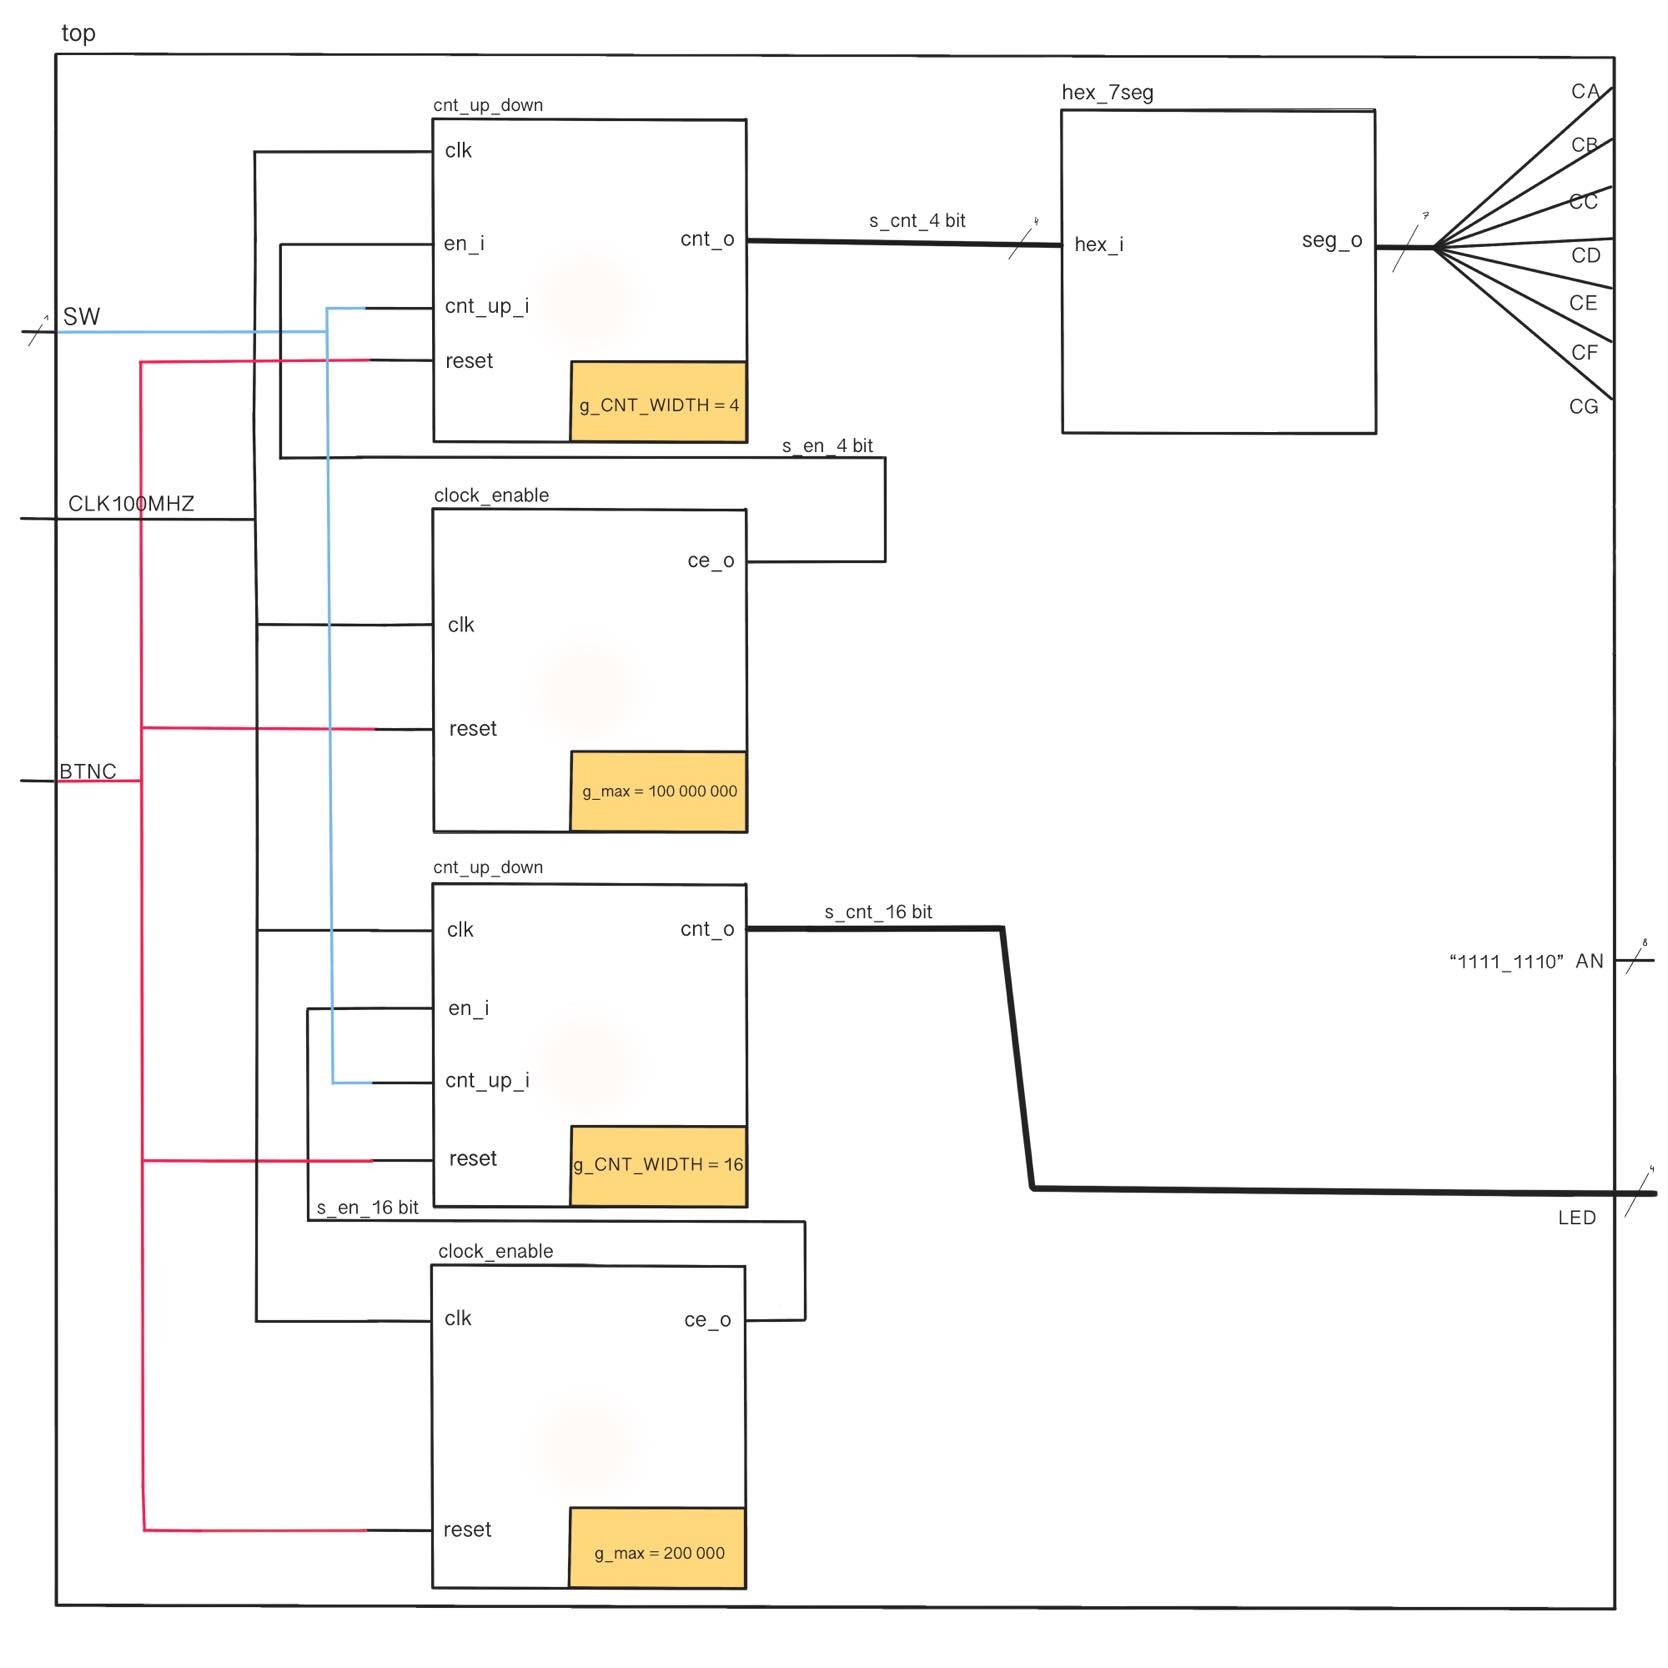 top
cnt_up_down
clk
en_i
cnt_up_i
reset
cnt_o
g_CNT_WIDTH = 4
s_cnt_4 bit
4
hex_7seg
hex_i
seg_o
7
CA
CB
CC
CD
CE
CF
CG
SW
1
CLK100MHZ
BTNC
s_en_4 bit
clock_enable
ce_o
clk
reset
g_max = 100 000 000
cnt_up_down
clk
en_i
cnt_up_i
reset
cnt_o
g_CNT_WIDTH = 16
s_cnt_16 bit
“1111_1110” AN
8
4
LED
s_en_16 bit
clock_enable
clk
ce_o
reset
g_max = 200 000